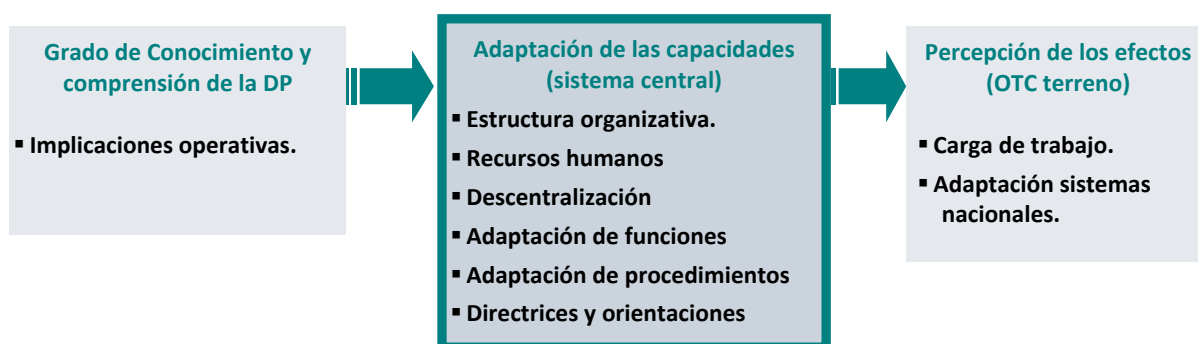 Grado de Conocimiento y
comprensión de la DP
▪ Implicaciones operativas.
Adaptación de las capacidades
(sistema central)
▪ Estructura organizativa.
▪ Recursos humanos
▪ Descentralización
▪ Adaptación de funciones
▪ Adaptación de procedimientos
▪ Directrices y orientaciones
Percepción de los efectos
(OTC terreno)
▪ Carga de trabajo.
▪ Adaptación sistemas
nacionales.